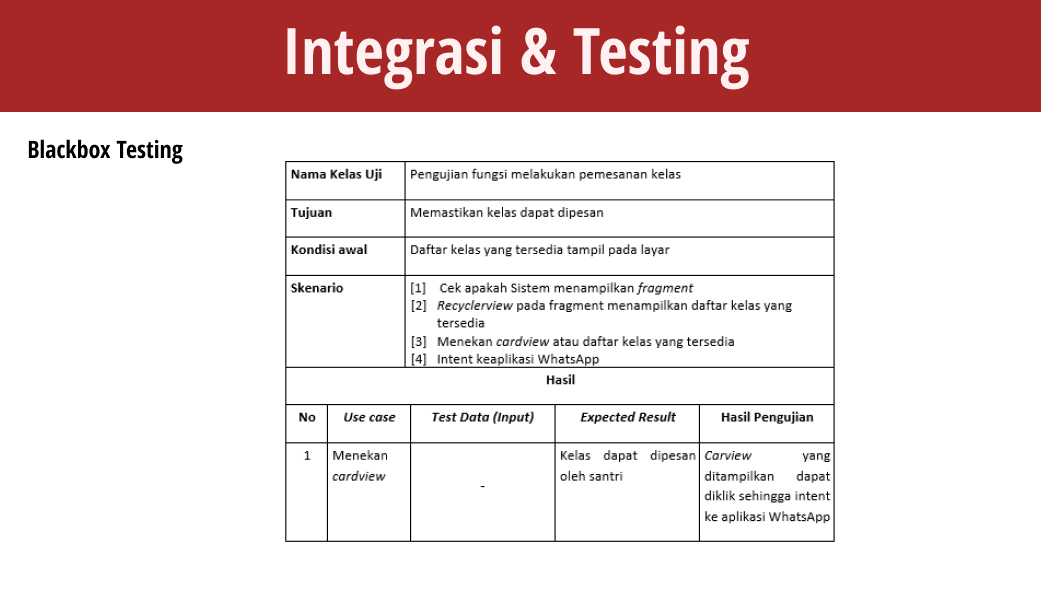 Integrasi & Testing
Blackbox Testing
Nama Kelas Uji
Pengujian fungsi melakukan pemesanan kelas
Tujuan
Memastikan kelas dapat dipesan
Kondisi awal
Daftar kelas yang tersedia tampil pada layar
Skenario
[1] Cek apakah Sistem menampilkan fragment
[2] Recyclerview pada fragment menampilkan daftar kelas yang
tersedia
[3] Menekan cardview atau daftar kelas yang tersedia
[4] Intent keaplikasi WhatsApp
Hasil
No
Use case
Test Data (Input)
Expected Result
Hasil Pengujian
1
Menekan
cardview
-
Kelas dapat dipesan
oleh santri
Carview yang
ditampilkan dapat
diklik sehingga intent
ke aplikasi WhatsApp